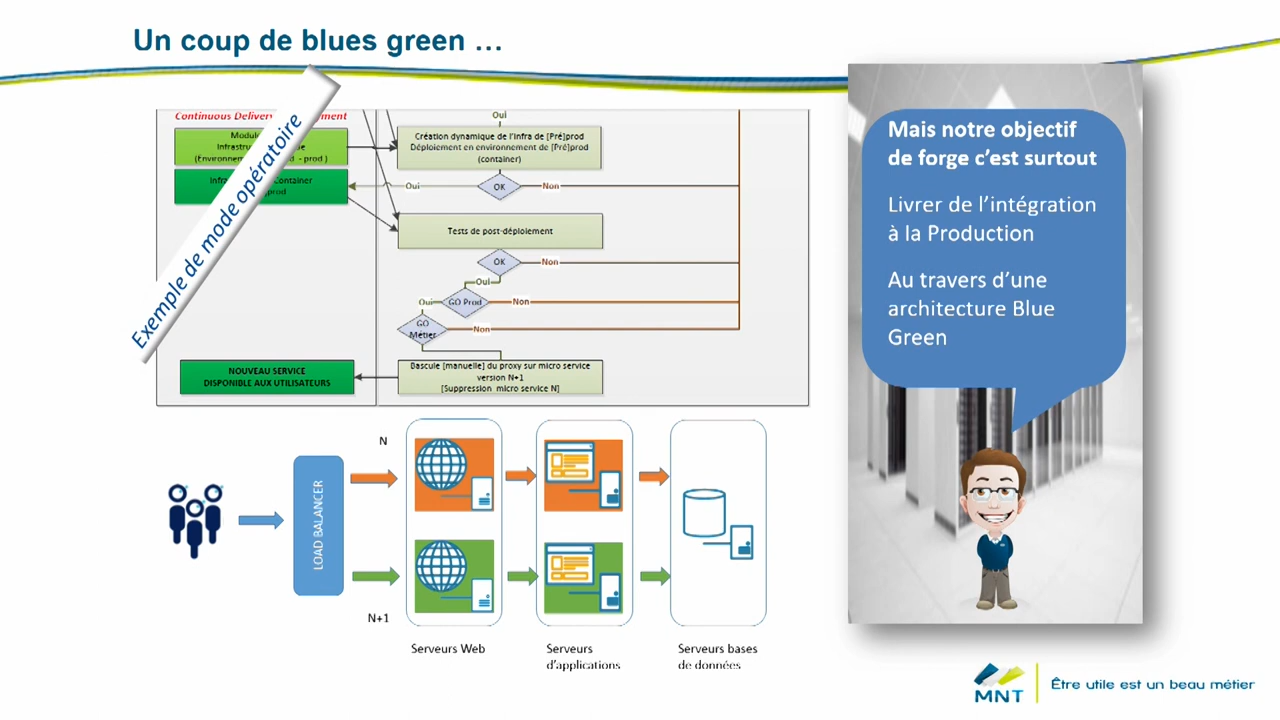 Un coup de blues green ...
Exemple de mode opératoire
Continuous Deliver
Oui
Création dynamique de l'infra de [Pré]prod
Déploiement en environnement de [Pré]prod
(container)
Oui
OK
Non
Tests de post-déploiement
OK
Non
Oui
Oui
GO Prod
Non
GO
Métier
Non
NOUVEAU SERVICE
DISPONIBLE AUX UTILISATEURS
Bascule [manuelle] du proxy sur micro service
version N+1
[Suppression micro service N]
N
LOAD BALANCER
N+1
Serveurs Web
Serveurs
d'applications
Serveurs bases
de données
Mais notre objectif
de forge c'est surtout
Livrer de l'intégration
à la Production
Au travers d'une
architecture Blue
Green
MNT
Être utile est un beau métier